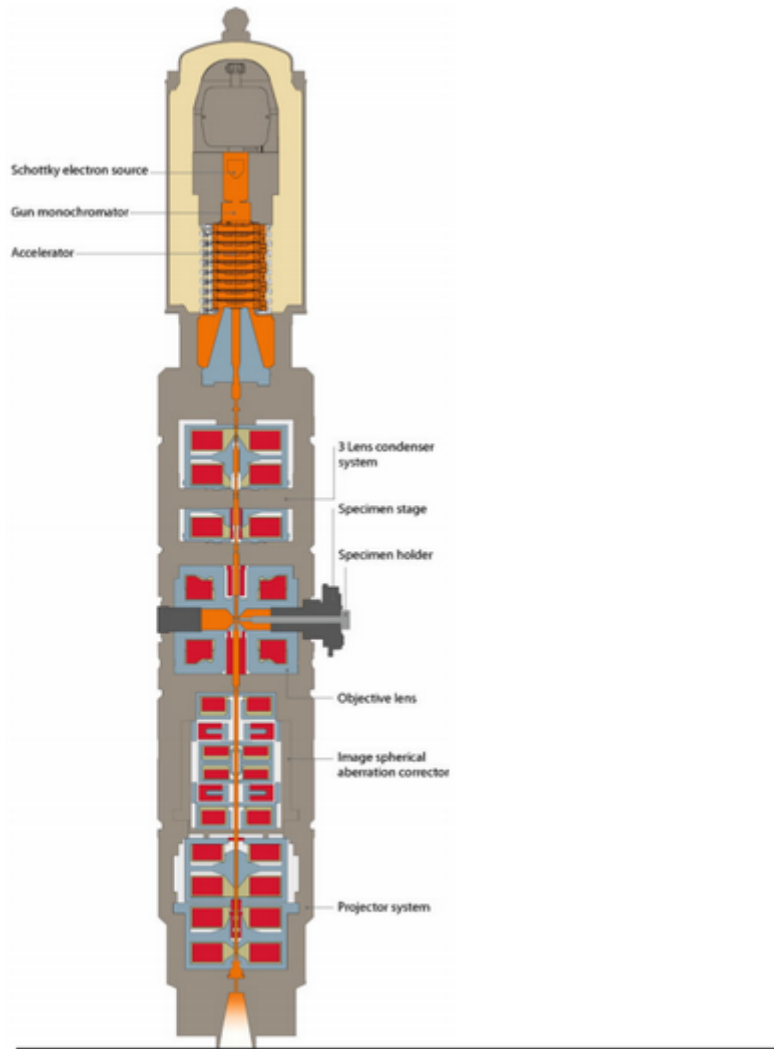 Schottky electron source
Gun monochromator
Accelerator
3 Lens condenser
system
Specimen stage
Specimen holder
Objective lens
Image spherical
aberration corrector
Projector system